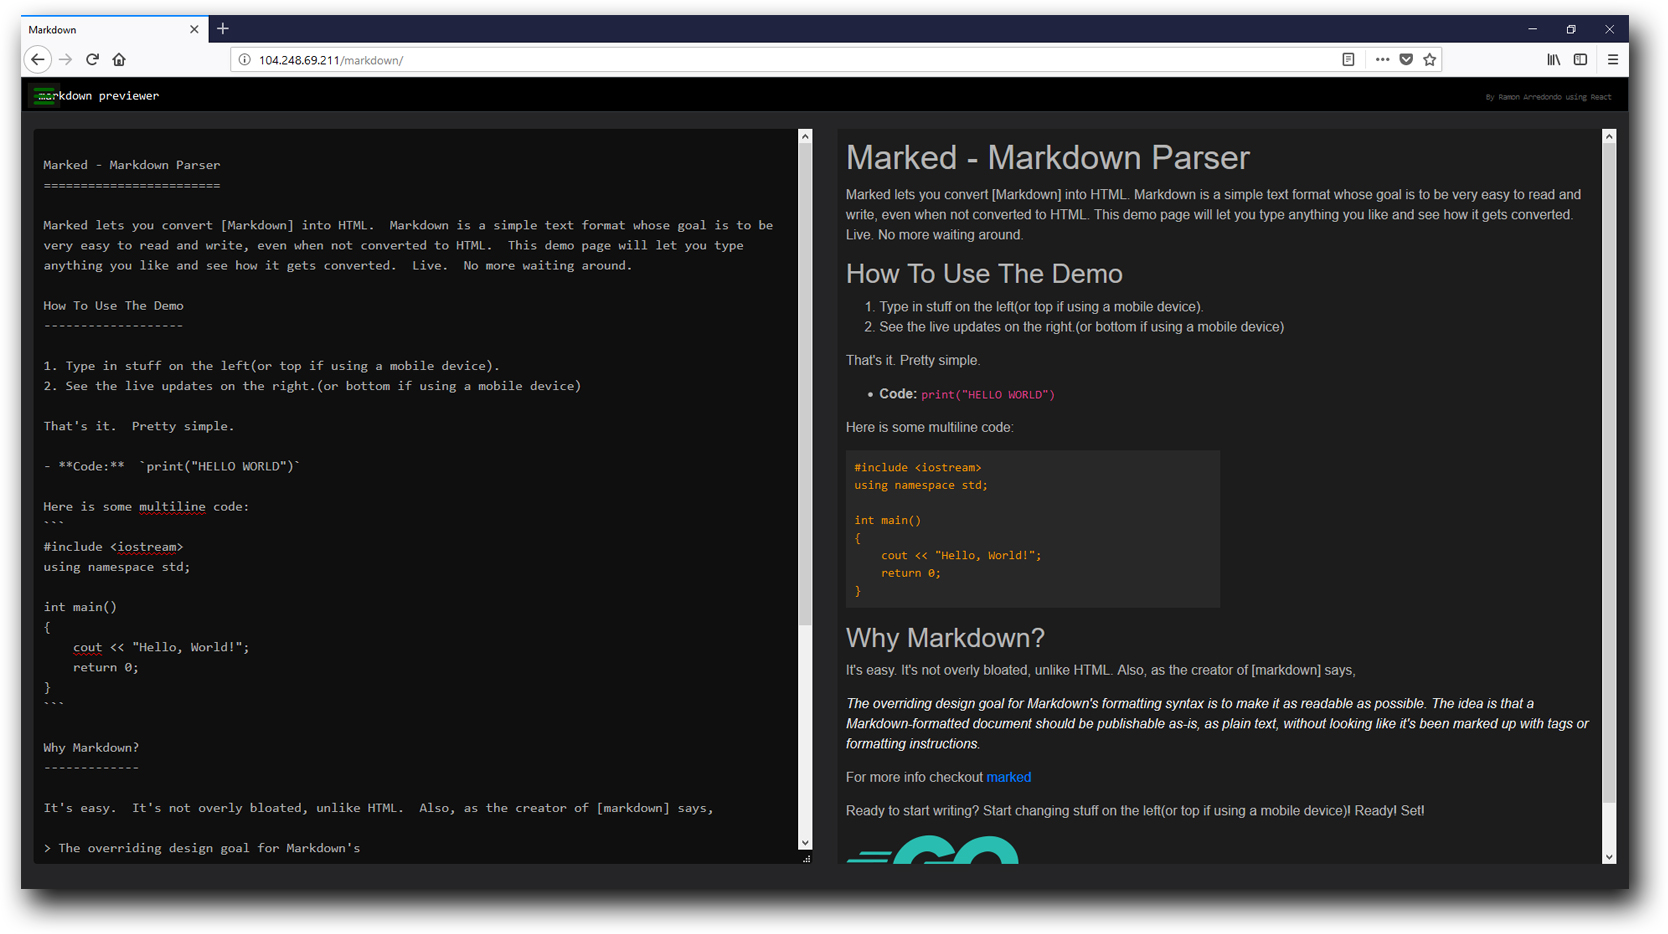 Markdown
104.248.69.211/markdown/
markdown previewer
By Ramon Arredondo using React
Marked - Markdown Parser
========================
Marked lets you convert [Markdown] into HTML.  Markdown is a simple text format whose goal is to be
very easy to read and write, even when not converted to HTML.  This demo page will let you type
anything you like and see how it gets converted.  Live.  No more waiting around.
How To Use The Demo
-------------------
1. Type in stuff on the left(or top if using a mobile device).
2. See the live updates on the right.(or bottom if using a mobile device)
That's it.  Pretty simple.
- **Code:**  `print("HELLO WORLD")`
Here is some multiline code:
```
#include <iostream>
using namespace std;
int main()
{
    cout << "Hello, World!";
    return 0;
}
```
Why Markdown?
-------------
It's easy.  It's not overly bloated, unlike HTML.  Also, as the creator of [markdown] says,
> The overriding design goal for Markdown's
Marked - Markdown Parser
Marked lets you convert [Markdown] into HTML. Markdown is a simple text format whose goal is to be very easy to read and
write, even when not converted to HTML. This demo page will let you type anything you like and see how it gets converted.
Live. No more waiting around.
How To Use The Demo
1. Type in stuff on the left(or top if using a mobile device).
2. See the live updates on the right.(or bottom if using a mobile device)
That's it. Pretty simple.
• Code: print("HELLO WORLD")
Here is some multiline code:
#include <iostream>
using namespace std;
int main()
{
    cout << "Hello, World!";
    return 0;
}
Why Markdown?
It's easy. It's not overly bloated, unlike HTML. Also, as the creator of [markdown] says,
The overriding design goal for Markdown's formatting syntax is to make it as readable as possible. The idea is that a
Markdown-formatted document should be publishable as-is, as plain text, without looking like it's been marked up with tags or
formatting instructions.
For more info checkout marked
Ready to start writing? Start changing stuff on the left(or top if using a mobile device)! Ready! Set!
GO